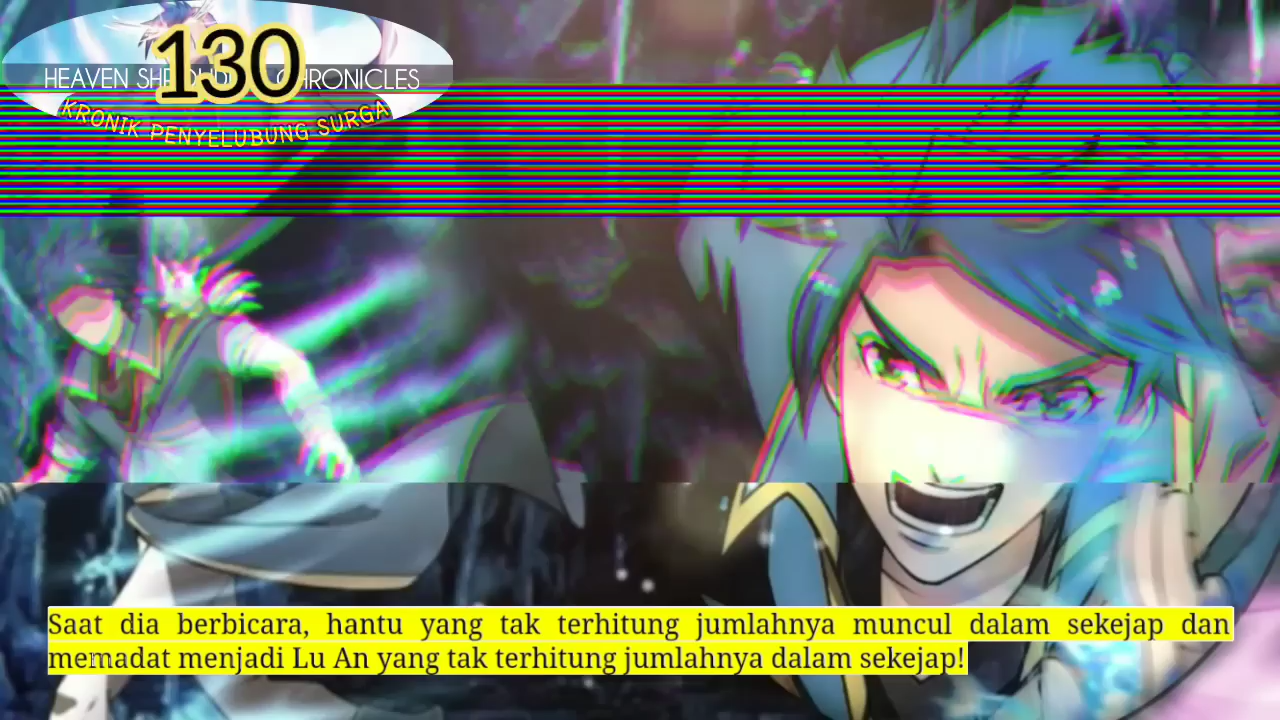 130
HEAVEN CHRONICLES
KRONIK PENYELUBUNG SURGA
Saat dia berbicara, hantu yang tak terhitung jumlahnya muncul dalam sekejap dan
memadat menjadi Lu An yang tak terhitung jumlahnya dalam sekejap!